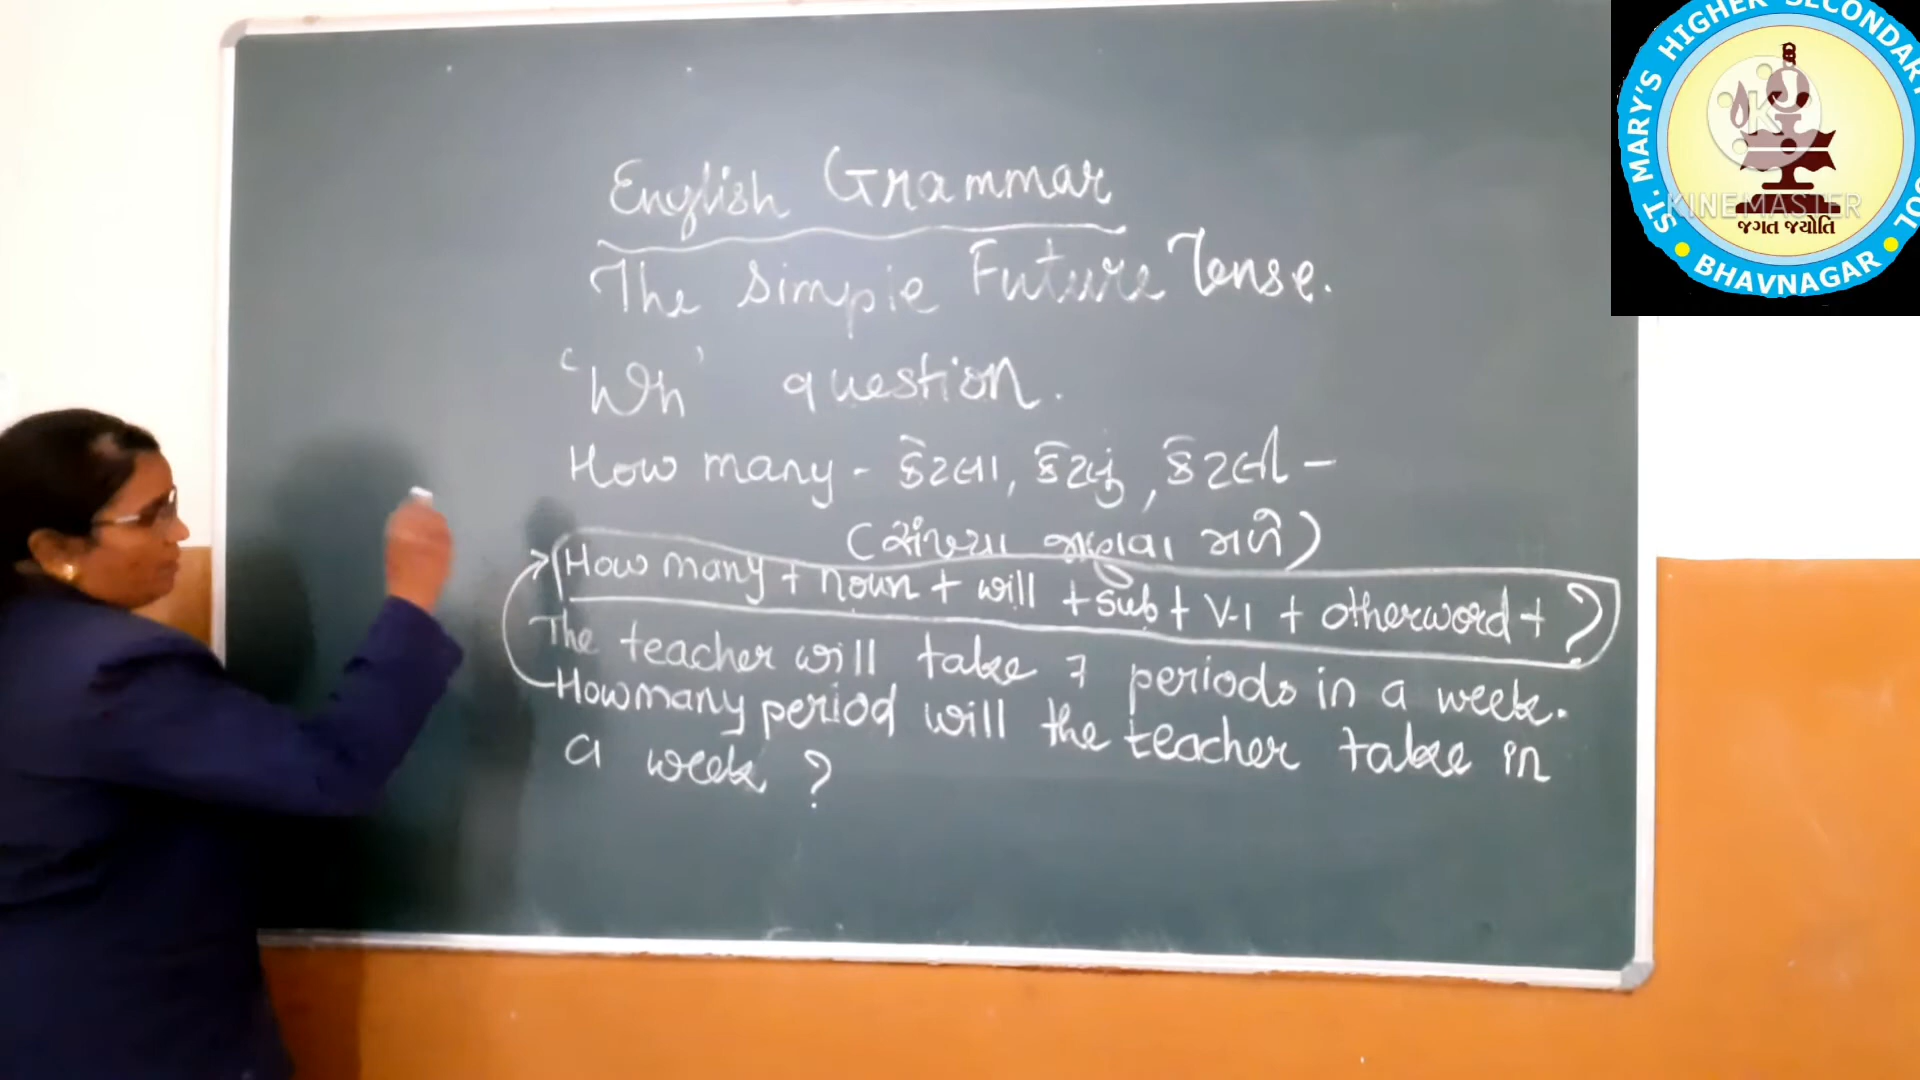 English Grammar
The Simple Future Tense.
'Wh' question.
How many - કેટલા, કેટલું, કેટલી -
(સંખ્યા જાણવા માટે)
How many + noun + will + sub + V-1 + otherword + ?
The teacher will take 7 periods in a week.
How many period will the teacher take in
a week ?
ST. MARY'S HIGHER SECONDARY
BHAVNAGAR
જગત જ્યોતિ
KINEMASTER